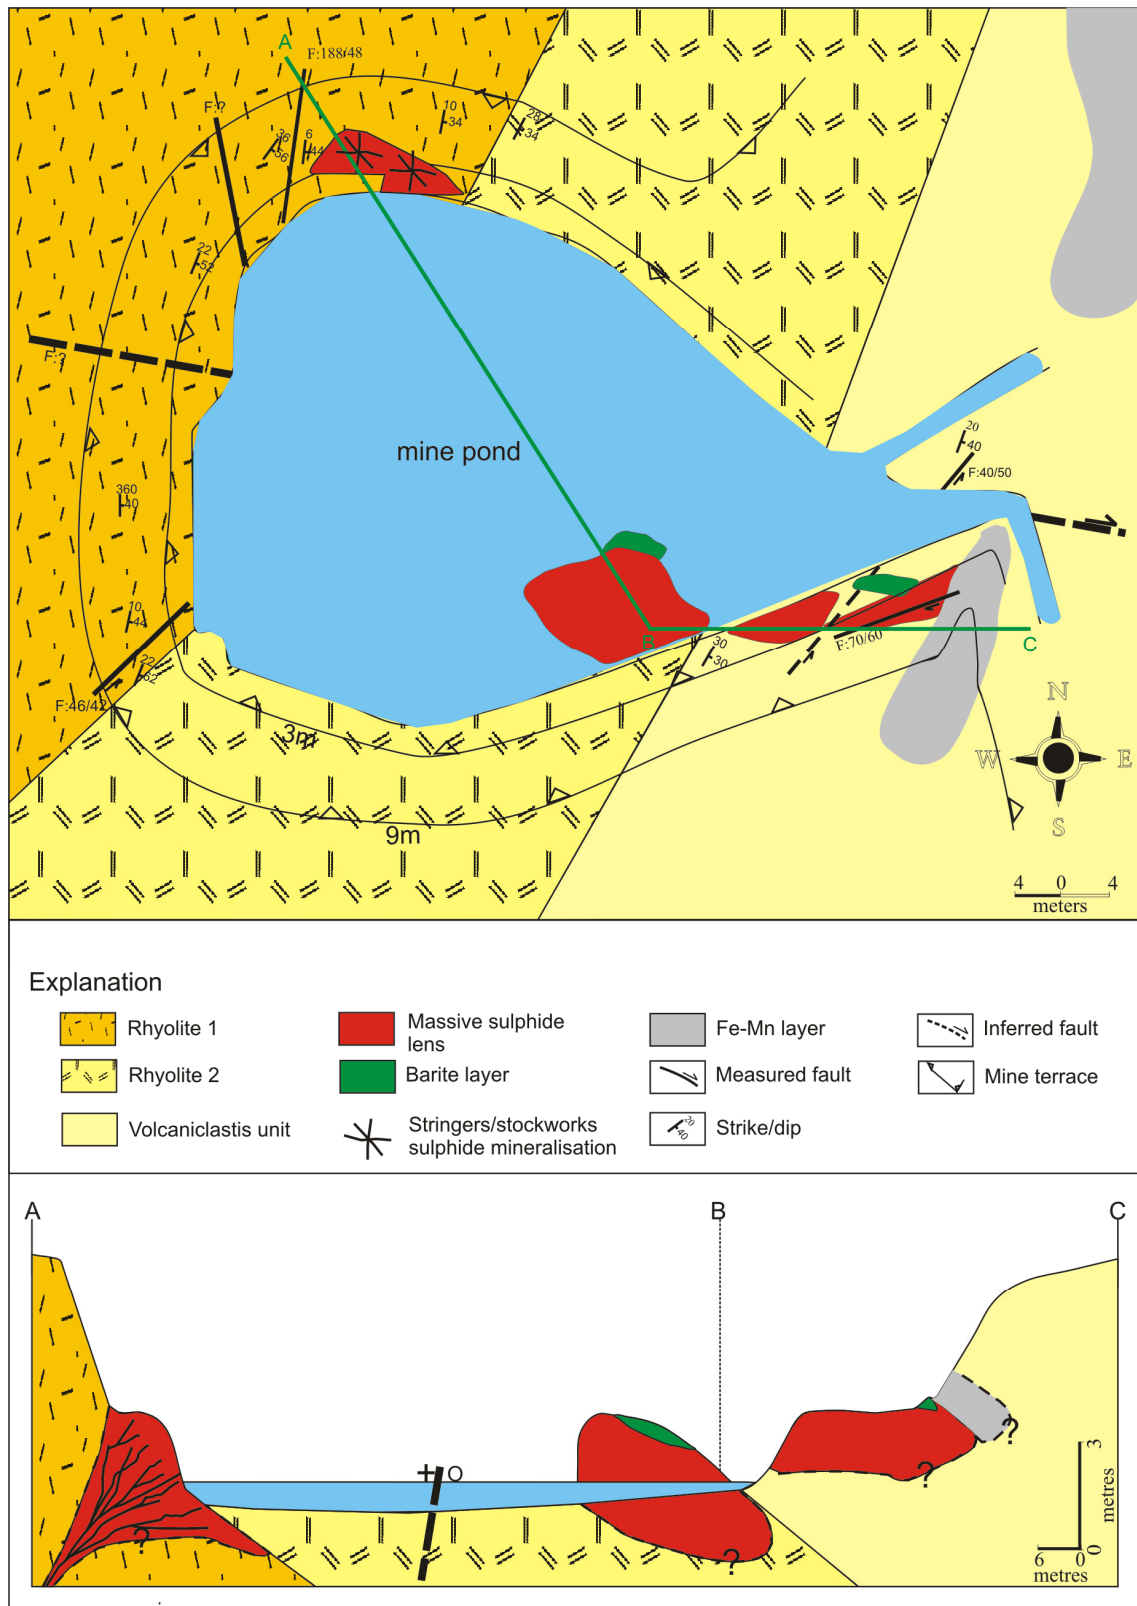 A
F:188/48
F:?
10
34
28
34
36
56
6
44
22
52
F:?
mine pond
20
40
F:40/50
360
40
10
44
22
62
F:46/42
B
30
30
F:70/60
C
3m
9m
N
W E
S
4 0 4
meters
Explanation
Rhyolite 1
Rhyolite 2
Volcaniclastis unit
Massive sulphide
lens
Barite layer
Stringers/stockworks
sulphide mineralisation
Fe-Mn layer
Measured fault
20
40
Strike/dip
Inferred fault
Mine terrace
A B C
+ O
?
?
?
?
3
metres
0
6 0
metres